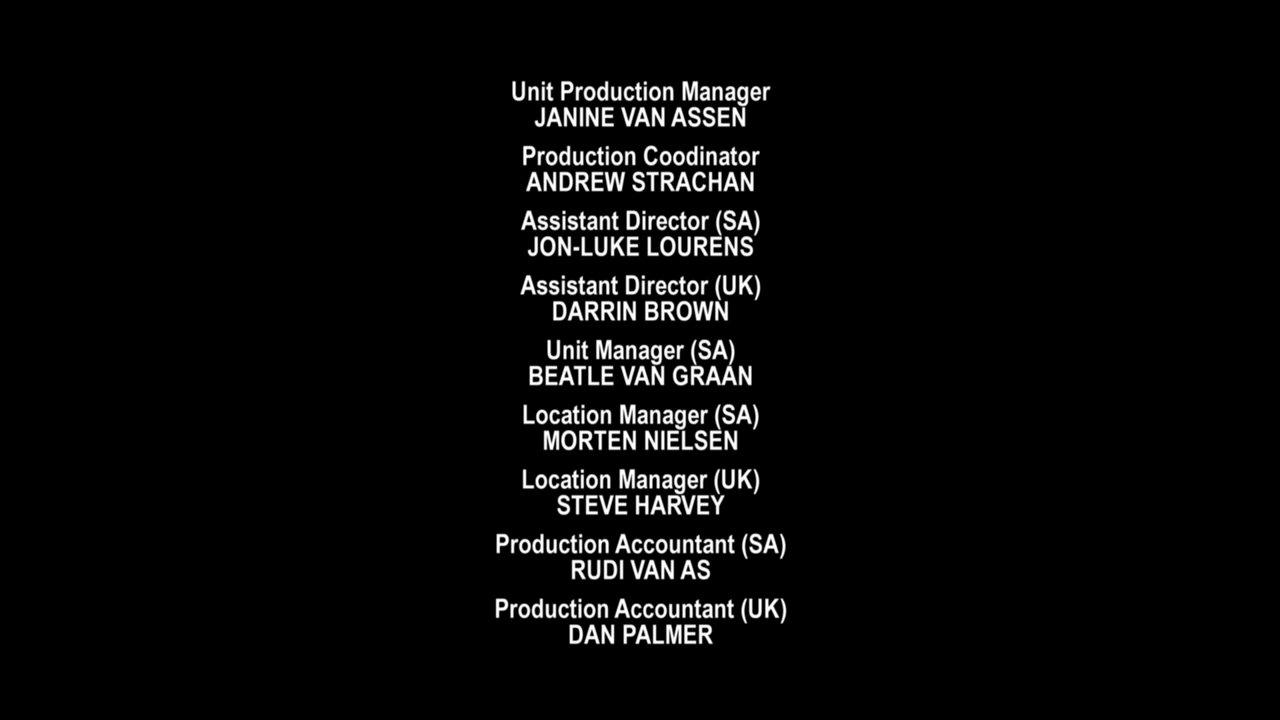 Unit Production Manager
JANINE VAN ASSEN
Production Coodinator
ANDREW STRACHAN
Assistant Director (SA)
JON-LUKE LOURENS
Assistant Director (UK)
DARRIN BROWN
Unit Manager (SA)
BEATLE VAN GRAAN
Location Manager (SA)
MORTEN NIELSEN
Location Manager (UK)
STEVE HARVEY
Production Accountant (SA)
RUDI VAN AS
Production Accountant (UK)
DAN PALMER